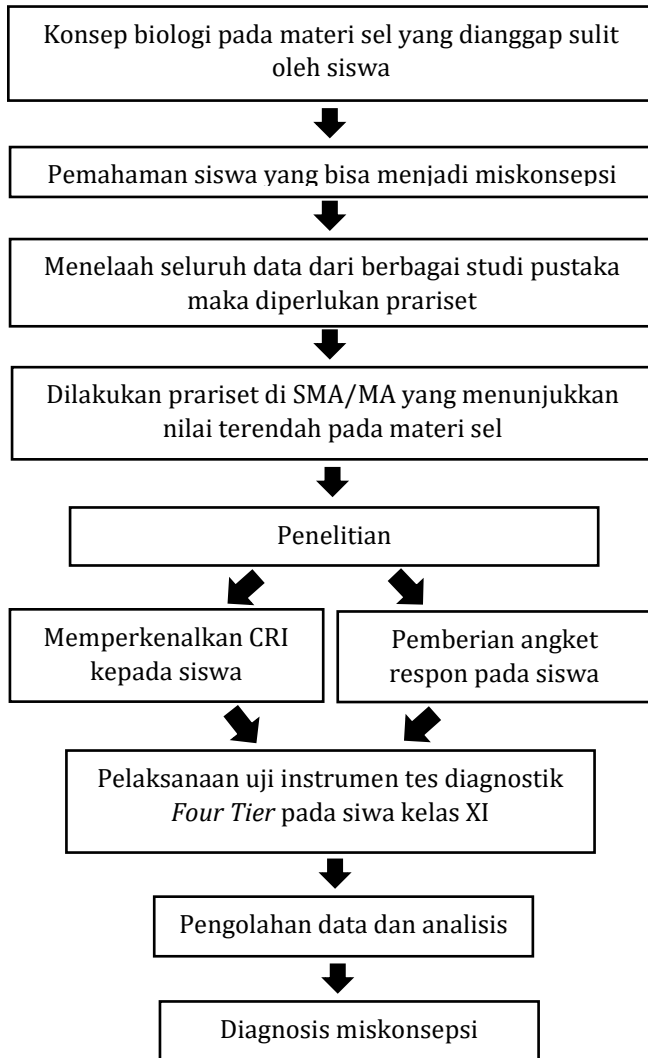 Konsep biologi pada materi sel yang dianggap sulit
oleh siswa
Pemahaman siswa yang bisa menjadi miskonsepsi
Menelaah seluruh data dari berbagai studi pustaka
maka diperlukan prariset
Dilakukan prariset di SMA/MA yang menunjukkan
nilai terendah pada materi sel
Penelitian
Memperkenalkan CRI
kepada siswa
Pemberian angket
respon pada siswa
Pelaksanaan uji instrumen tes diagnostik
Four Tier pada siwa kelas XI
Pengolahan data dan analisis
Diagnosis miskonsepsi